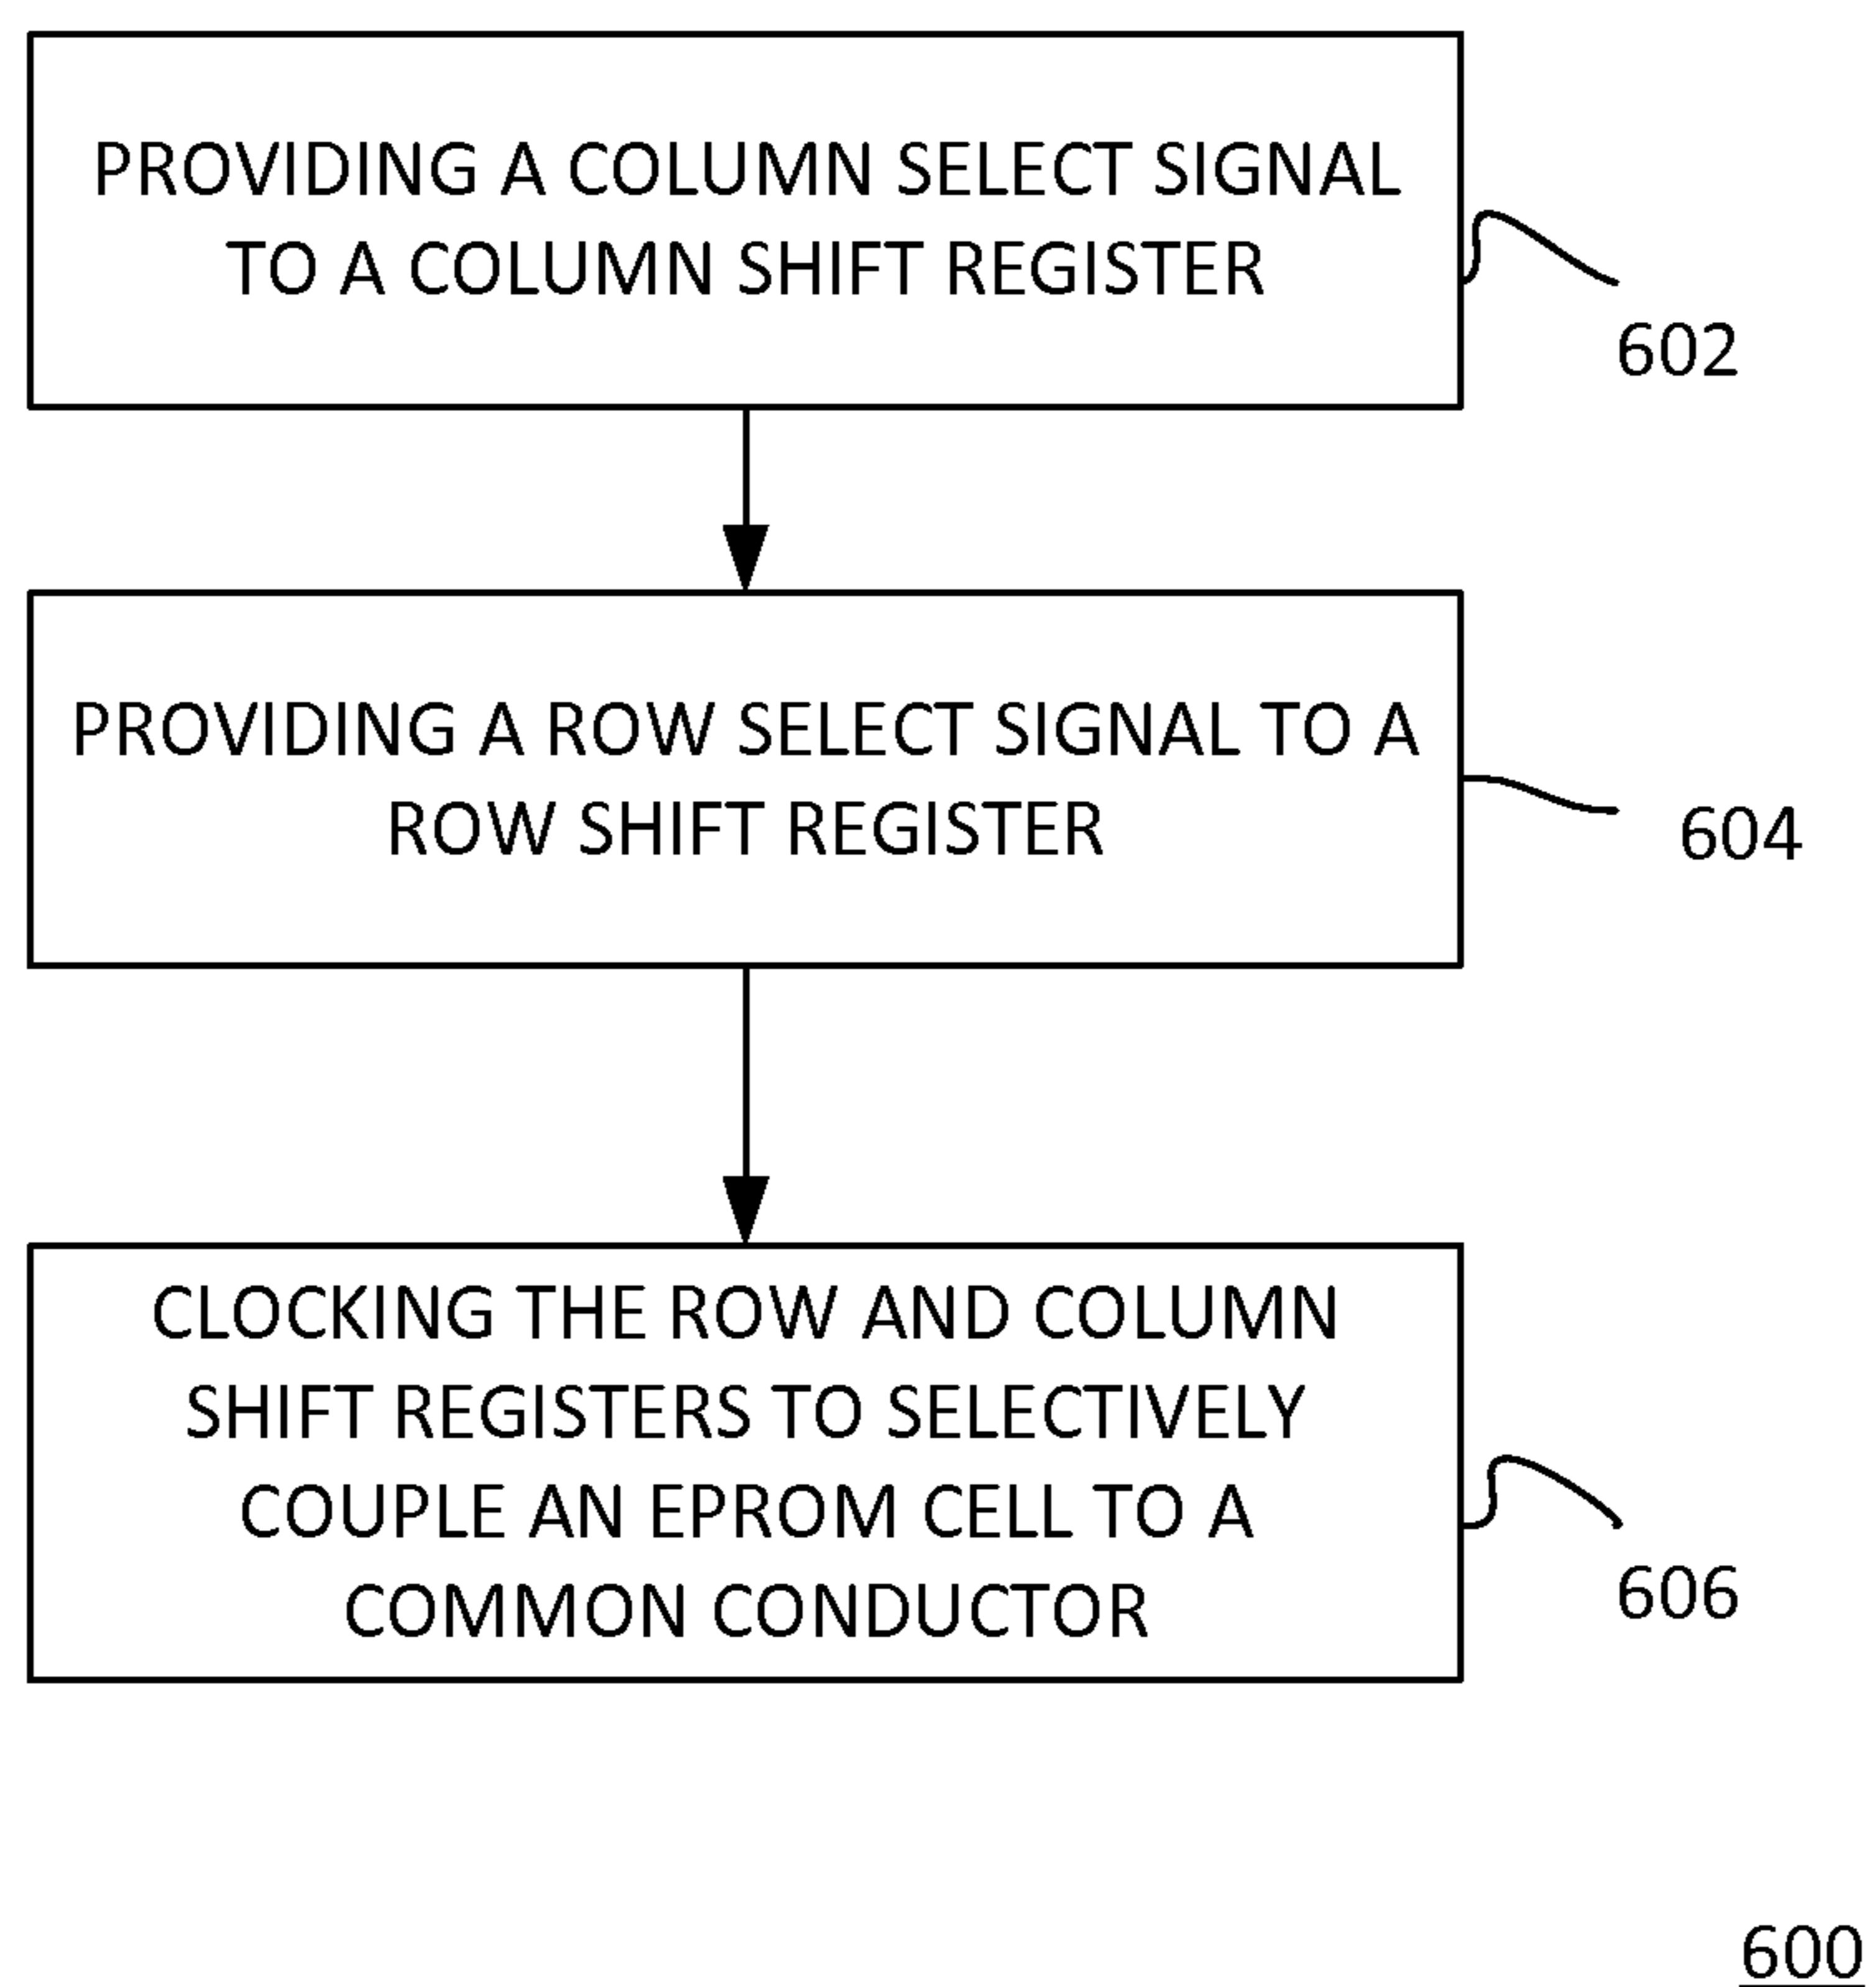 PROVIDING A COLUMN SELECT SIGNAL
TO A COLUMN SHIFT REGISTER
602
PROVIDING A ROW SELECT SIGNAL TO A
ROW SHIFT REGISTER
604
CLOCKING THE ROW AND COLUMN
SHIFT REGISTERS TO SELECTIVELY
COUPLE AN EPROM CELL TO A
COMMON CONDUCTOR
606
600